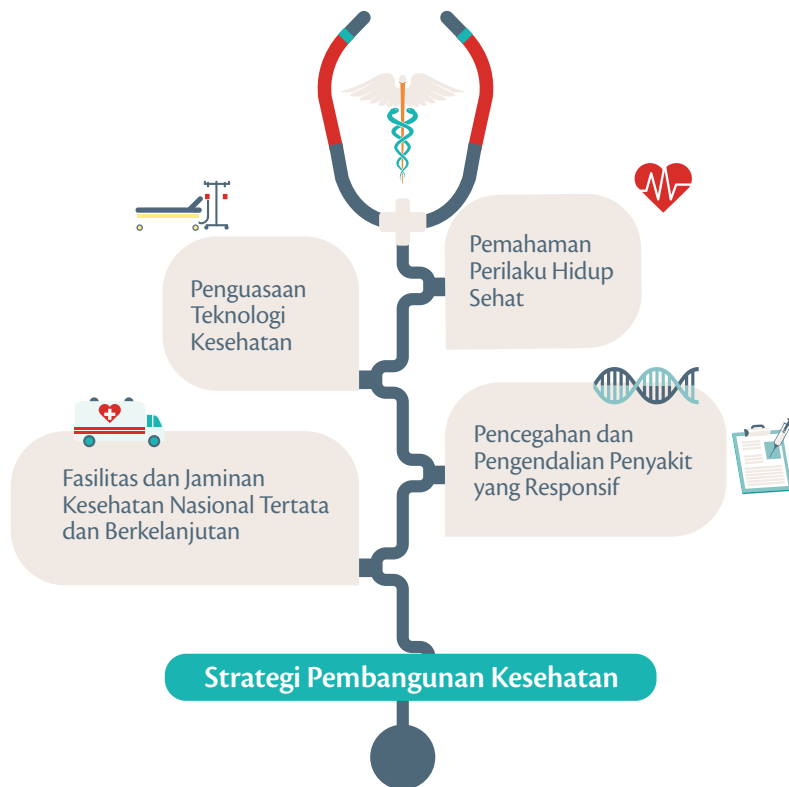 Pemahaman
Perilaku Hidup
Sehat
Penguasaan
Teknologi
Kesehatan
Pencegahan dan
Pengendalian Penyakit
yang Responsif
Fasilitas dan Jaminan
Kesehatan Nasional Tertata
dan Berkelanjutan
Strategi Pembangunan Kesehatan